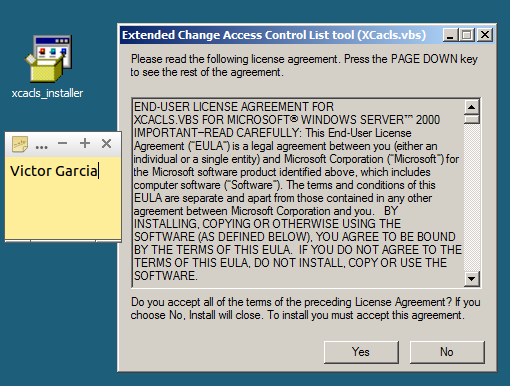 Extended Change Access Control List tool (XCacls.vbs)
Please read the following license agreement. Press the PAGE DOWN key
to see the rest of the agreement.
xcacls_installer
...
Victor Garcia
END-USER LICENSE AGREEMENT FOR
XCACLS.VBS FOR MICROSOFT® WINDOWS SERVER™ 2000
IMPORTANT—READ CAREFULLY: This End-User License
Agreement ("EULA") is a legal agreement between you (either an
individual or a single entity) and Microsoft Corporation ("Microsoft") for
the Microsoft software product identified above, which includes
computer software ("Software"). The terms and conditions of this
EULA are separate and apart from those contained in any other
agreement between Microsoft Corporation and you.   BY
INSTALLING, COPYING OR OTHERWISE USING THE
SOFTWARE (AS DEFINED BELOW), YOU AGREE TO BE BOUND
BY THE TERMS OF THIS EULA.  IF YOU DO NOT AGREE TO THE
TERMS OF THIS EULA, DO NOT INSTALL, COPY OR USE THE
SOFTWARE.
Do you accept all of the terms of the preceding License Agreement? If you
choose No, Install will close. To install you must accept this agreement.
Yes
No